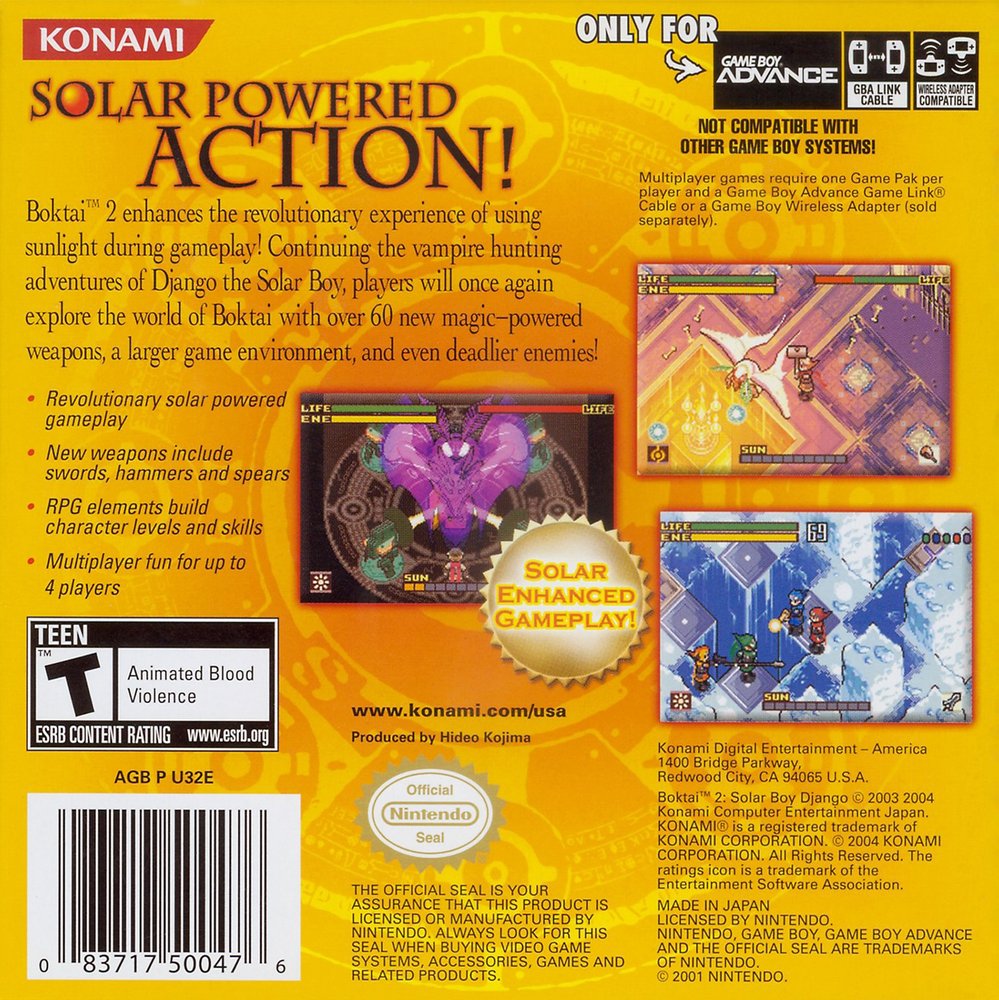 KONAMI
SOLAR POWERED
ACTION!
Boktai™ 2 enhances the revolutionary experience of using
sunlight during gameplay! Continuing the vampire hunting
adventures of Django the Solar Boy, players will once again
explore the world of Boktai with over 60 new magic-powered
weapons, a larger game environment, and even deadlier enemies!
• Revolutionary solar powered
gameplay
• New weapons include
swords, hammers and spears
• RPG elements build
character levels and skills
• Multiplayer fun for up to
4 players
ONLY FOR
GAME BOY
ADVANCE
GBA LINK
CABLE
WIRELESS ADAPTER
COMPATIBLE
NOT COMPATIBLE WITH
OTHER GAME BOY SYSTEMS!
Multiplayer games require one Game Pak per
player and a Game Boy Advance Game Link®
Cable or a Game Boy Wireless Adapter (sold
separately).
LIFE LIFE
ENE
SUN
LIFE LIFE
ENE
SUN
LIFE
ENE
69
SUN
SOLAR
ENHANCED
GAMEPLAY!
TEEN
T™
Animated Blood
Violence
ESRB CONTENT RATING www.esrb.org
AGB P U32E
0 83717 50047 6
www.konami.com/usa
Produced by Hideo Kojima
Official
Nintendo
Seal
THE OFFICIAL SEAL IS YOUR
ASSURANCE THAT THIS PRODUCT IS
LICENSED OR MANUFACTURED BY
NINTENDO. ALWAYS LOOK FOR THIS
SEAL WHEN BUYING VIDEO GAME
SYSTEMS, ACCESSORIES, GAMES AND
RELATED PRODUCTS.
Konami Digital Entertainment – America
1400 Bridge Parkway,
Redwood City, CA 94065 U.S.A.
Boktai™ 2: Solar Boy Django © 2003 2004
Konami Computer Entertainment Japan.
KONAMI® is a registered trademark of
KONAMI CORPORATION. © 2004 KONAMI
CORPORATION. All Rights Reserved. The
ratings icon is a trademark of the
Entertainment Software Association.
MADE IN JAPAN
LICENSED BY NINTENDO.
NINTENDO, GAME BOY, GAME BOY ADVANCE
AND THE OFFICIAL SEAL ARE TRADEMARKS
OF NINTENDO.
© 2001 NINTENDO.